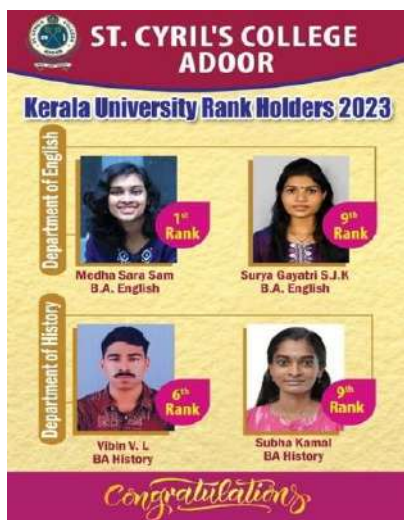 ST. CYRIL'S COLLEGE
ADOOR
Kerala University Rank Holders 2023
Department of English
1st
Rank
Medha Sara Sam
B.A. English
9th
Rank
Surya Gayatri S.J.K
B.A. English
Department of History
6th
Rank
Vibin V. L
BA History
9th
Rank
Subha Kamal
BA History
Congratulations